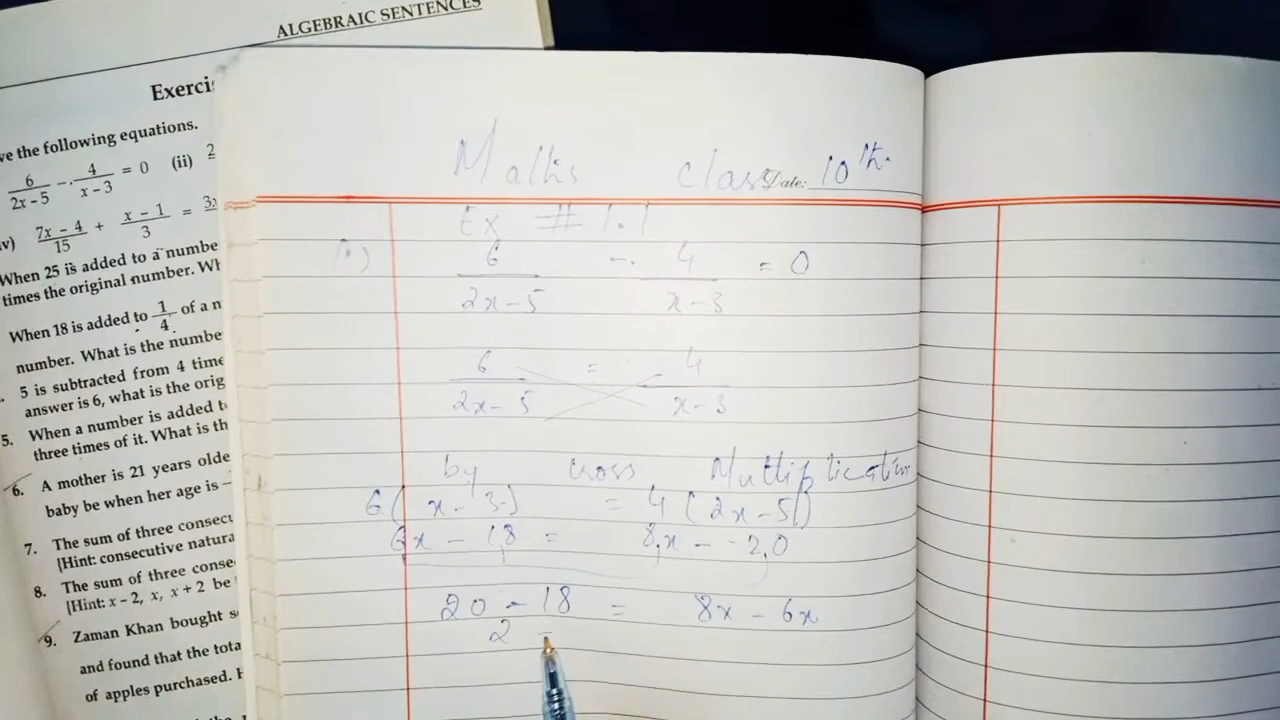 ALGEBRAIC SENTENCES
Exerci
ve the following equations.
6/(2x – 5) – 4/(x – 3) = 0 (ii) 2
iv) (7x – 4)/15 + (x – 1)/3 = 3x
When 25 is added to a numbe
times the original number. Wh
When 18 is added to 1/4 of a n
number. What is the numbe
5 is subtracted from 4 time
answer is 6, what is the orig
5. When a number is added t
three times of it. What is th
6. A mother is 21 years olde
baby be when her age is –
7. The sum of three consecu
[Hint: consecutive natura
8. The sum of three conse
[Hint: x – 2, x, x + 2 be
9. Zaman Khan bought s
and found that the tota
of apples purchased. H
Maths class Date: 10th.
Ex # 1.1
6/(2x – 5) – 4/(x – 3) = 0
6/(2x – 5) = 4/(x – 3)
by cross Multiplication
6(x – 3) = 4(2x – 5)
6x – 18 = 8x – 20
20 – 18 = 8x – 6x
2 =